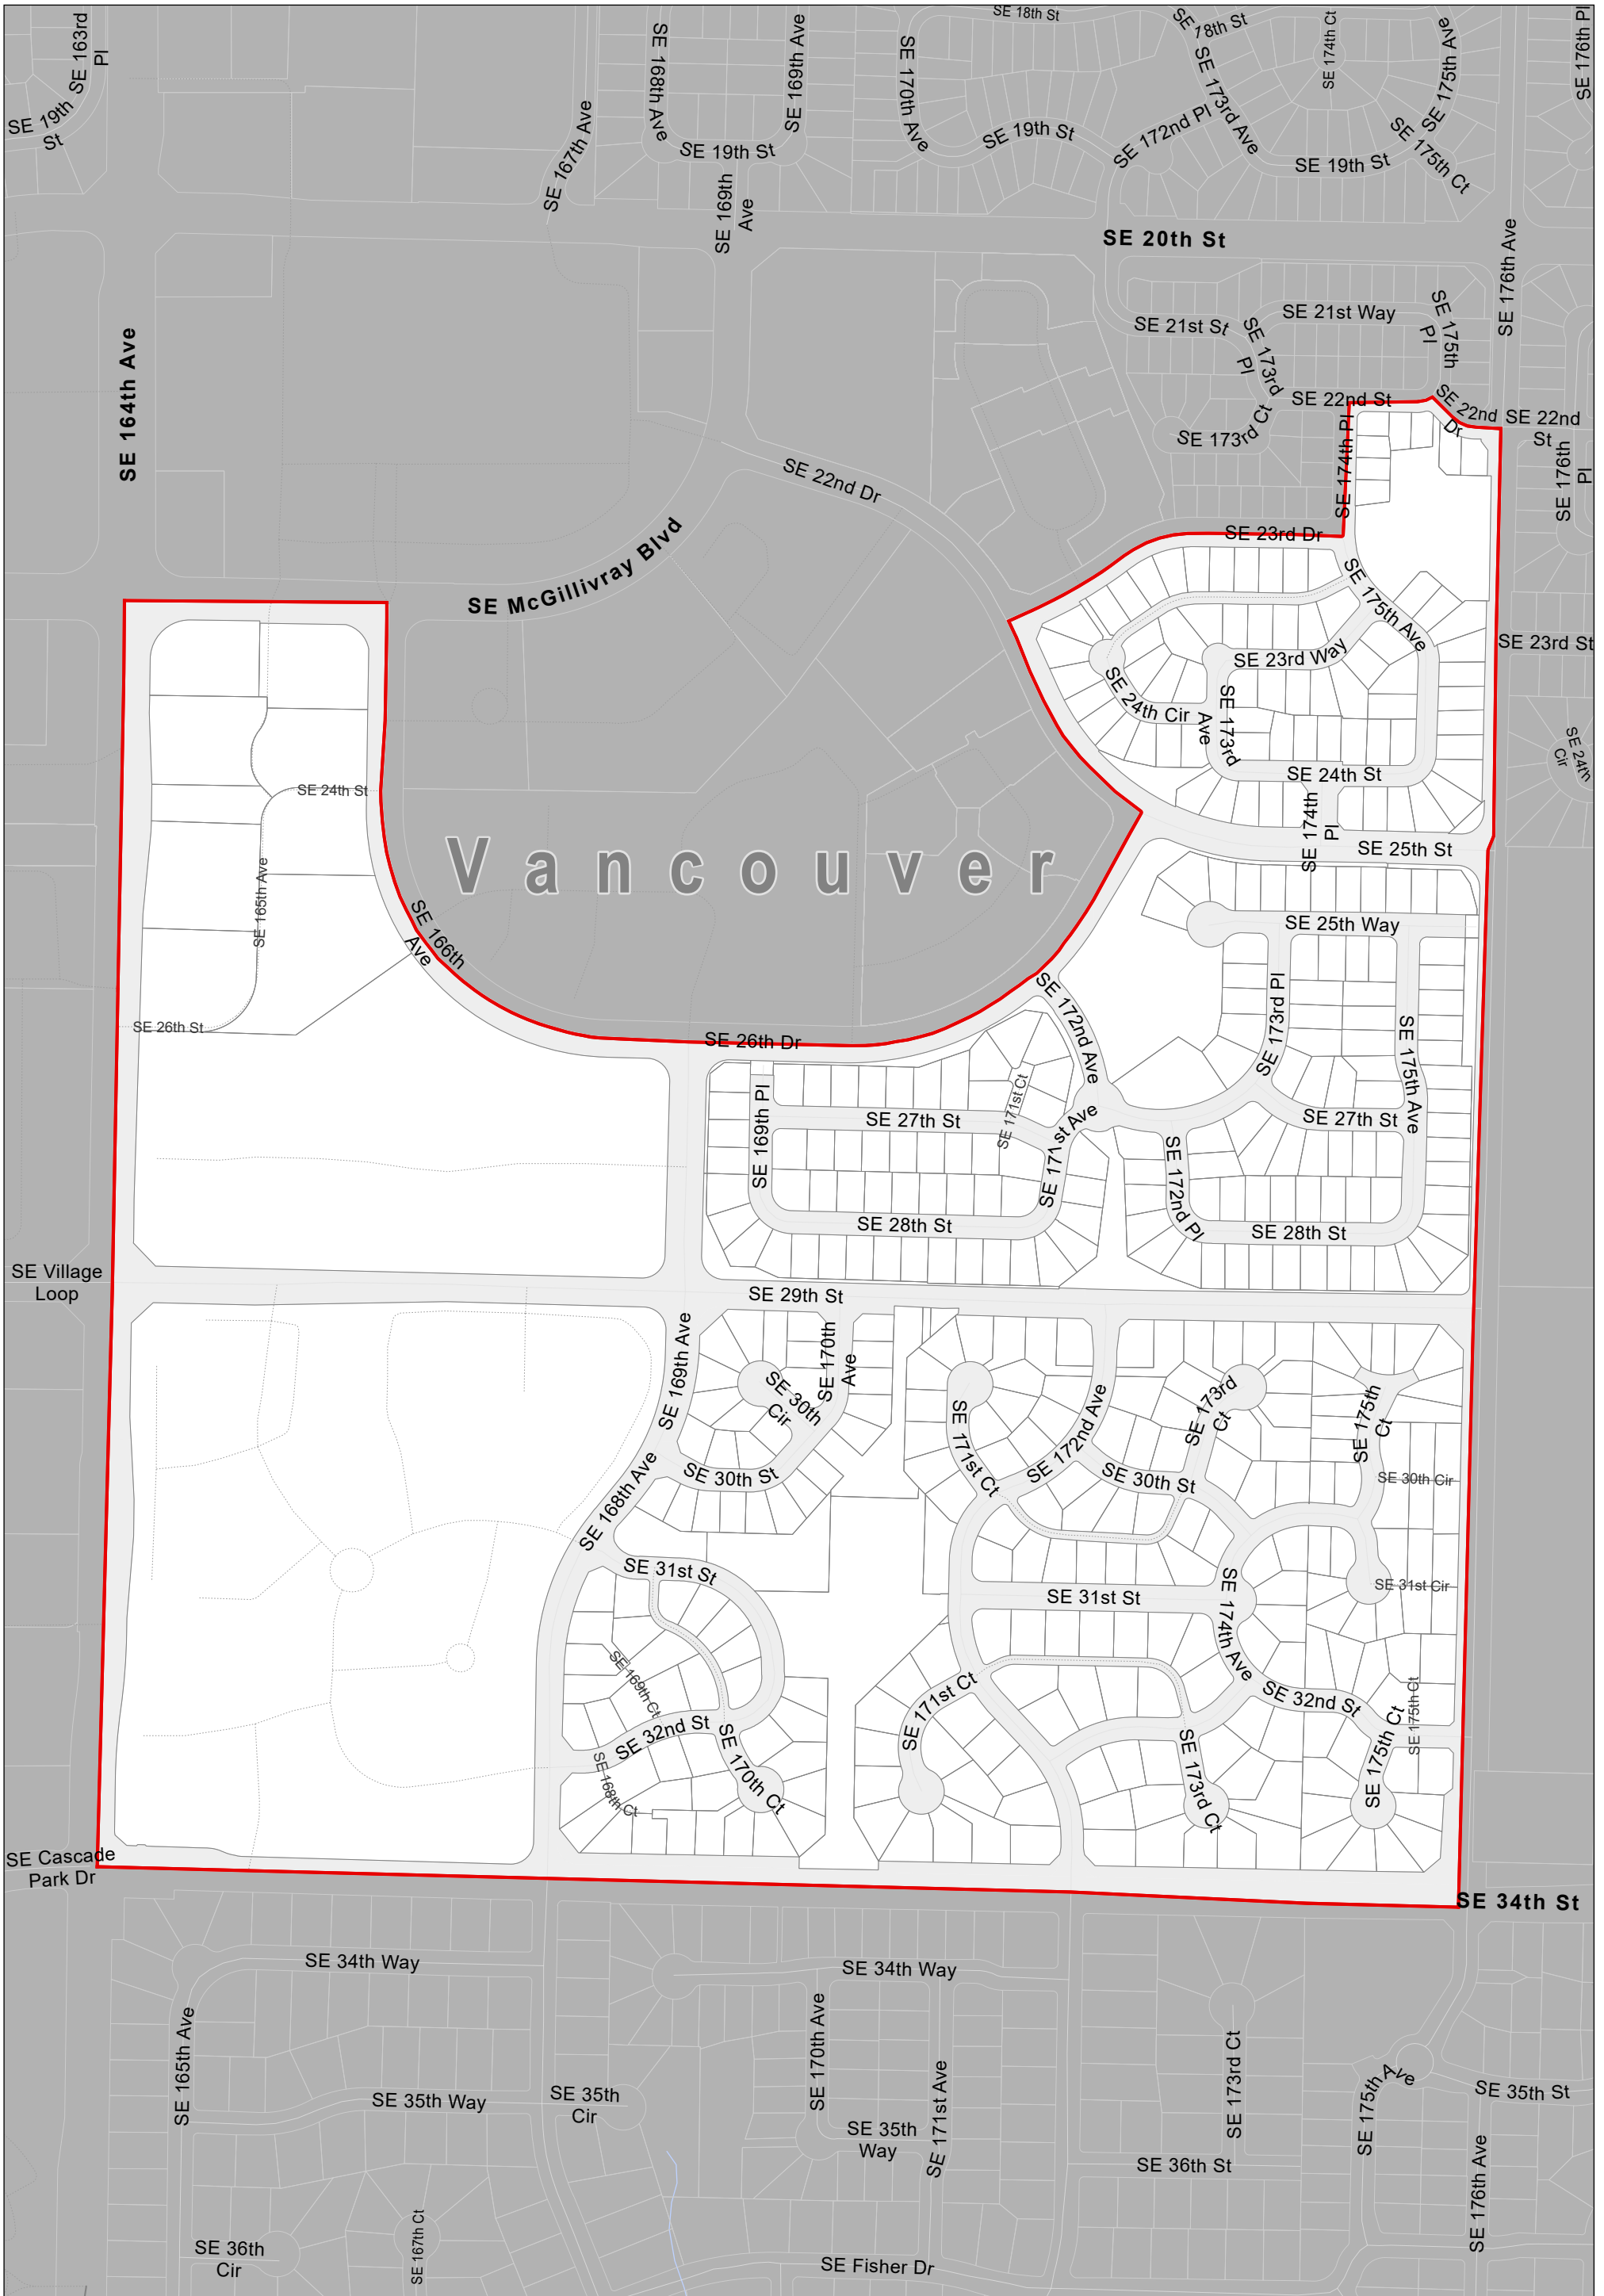 SE 163rd
Pl
SE 19th
St
SE 167th Ave
SE 168th Ave
SE 169th Ave
SE 19th St
SE 169th
Ave
SE 170th Ave
SE 18th St
SE 19th St
SE
18th St
SE 173rd Ave
SE 172nd Pl
SE 174th Ct
SE 175th Ave
SE 19th St
SE 175th Ct
SE 176th Pl
SE 20th St
SE 176th Ave
SE 164th Ave
SE 21st St
SE 21st Way
SE 173rd
Pl
SE 175th
Pl
SE 22nd St
SE 22nd
Dr
SE 22nd
St
SE 173rd Ct
SE 174th Pl
SE 176th
Pl
SE 22nd Dr
SE McGillivray Blvd
SE 23rd Dr
SE 175th Ave
SE 23rd Way
SE 23rd St
SE 24th Cir
SE 173rd
Ave
SE 24th
Cir
SE 24th St
SE 24th St
SE 174th
Pl
SE 25th St
Vancouver
SE 165th Ave
SE 166th
Ave
SE 25th Way
SE 26th St
SE 26th Dr
SE 172nd Ave
SE 173rd Pl
SE 175th Ave
SE 169th Pl
SE 27th St
SE 171st Ct
SE 171st Ave
SE 27th St
SE 172nd Pl
SE 28th St
SE 28th St
SE Village
Loop
SE 29th St
SE 169th Ave
SE 170th
Ave
SE 30th
Cir
SE 30th St
SE 168th Ave
SE 171st Ct
SE 172nd Ave
SE 173rd
Ct
SE 30th St
SE 175th
Ct
SE 30th Cir
SE 31st St
SE 31st St
SE 31st Cir
SE 174th Ave
SE 169th Ct
SE 32nd St
SE 168th Ct
SE 170th Ct
SE 171st Ct
SE 32nd St
SE 175th Ct
SE 175th Ct
SE 173rd Ct
SE Cascade
Park Dr
SE 34th St
SE 34th Way
SE 34th Way
SE 165th Ave
SE 170th Ave
SE 171st Ave
SE 173rd Ct
SE 175th Ave
SE 35th St
SE 35th Way
SE 35th
Cir
SE 35th
Way
SE 36th St
SE 176th Ave
SE 36th
Cir
SE 167th Ct
SE Fisher Dr